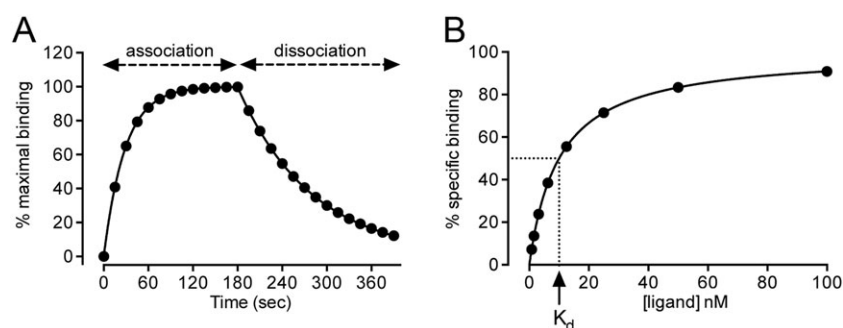 A
association
dissociation
% maximal binding
120
100
80
60
40
20
0
0 60 120 180 240 300 360
Time (sec)
B
% specific binding
100
80
60
40
20
0
0 20 40 60 80 100
[ligand] nM
Kd